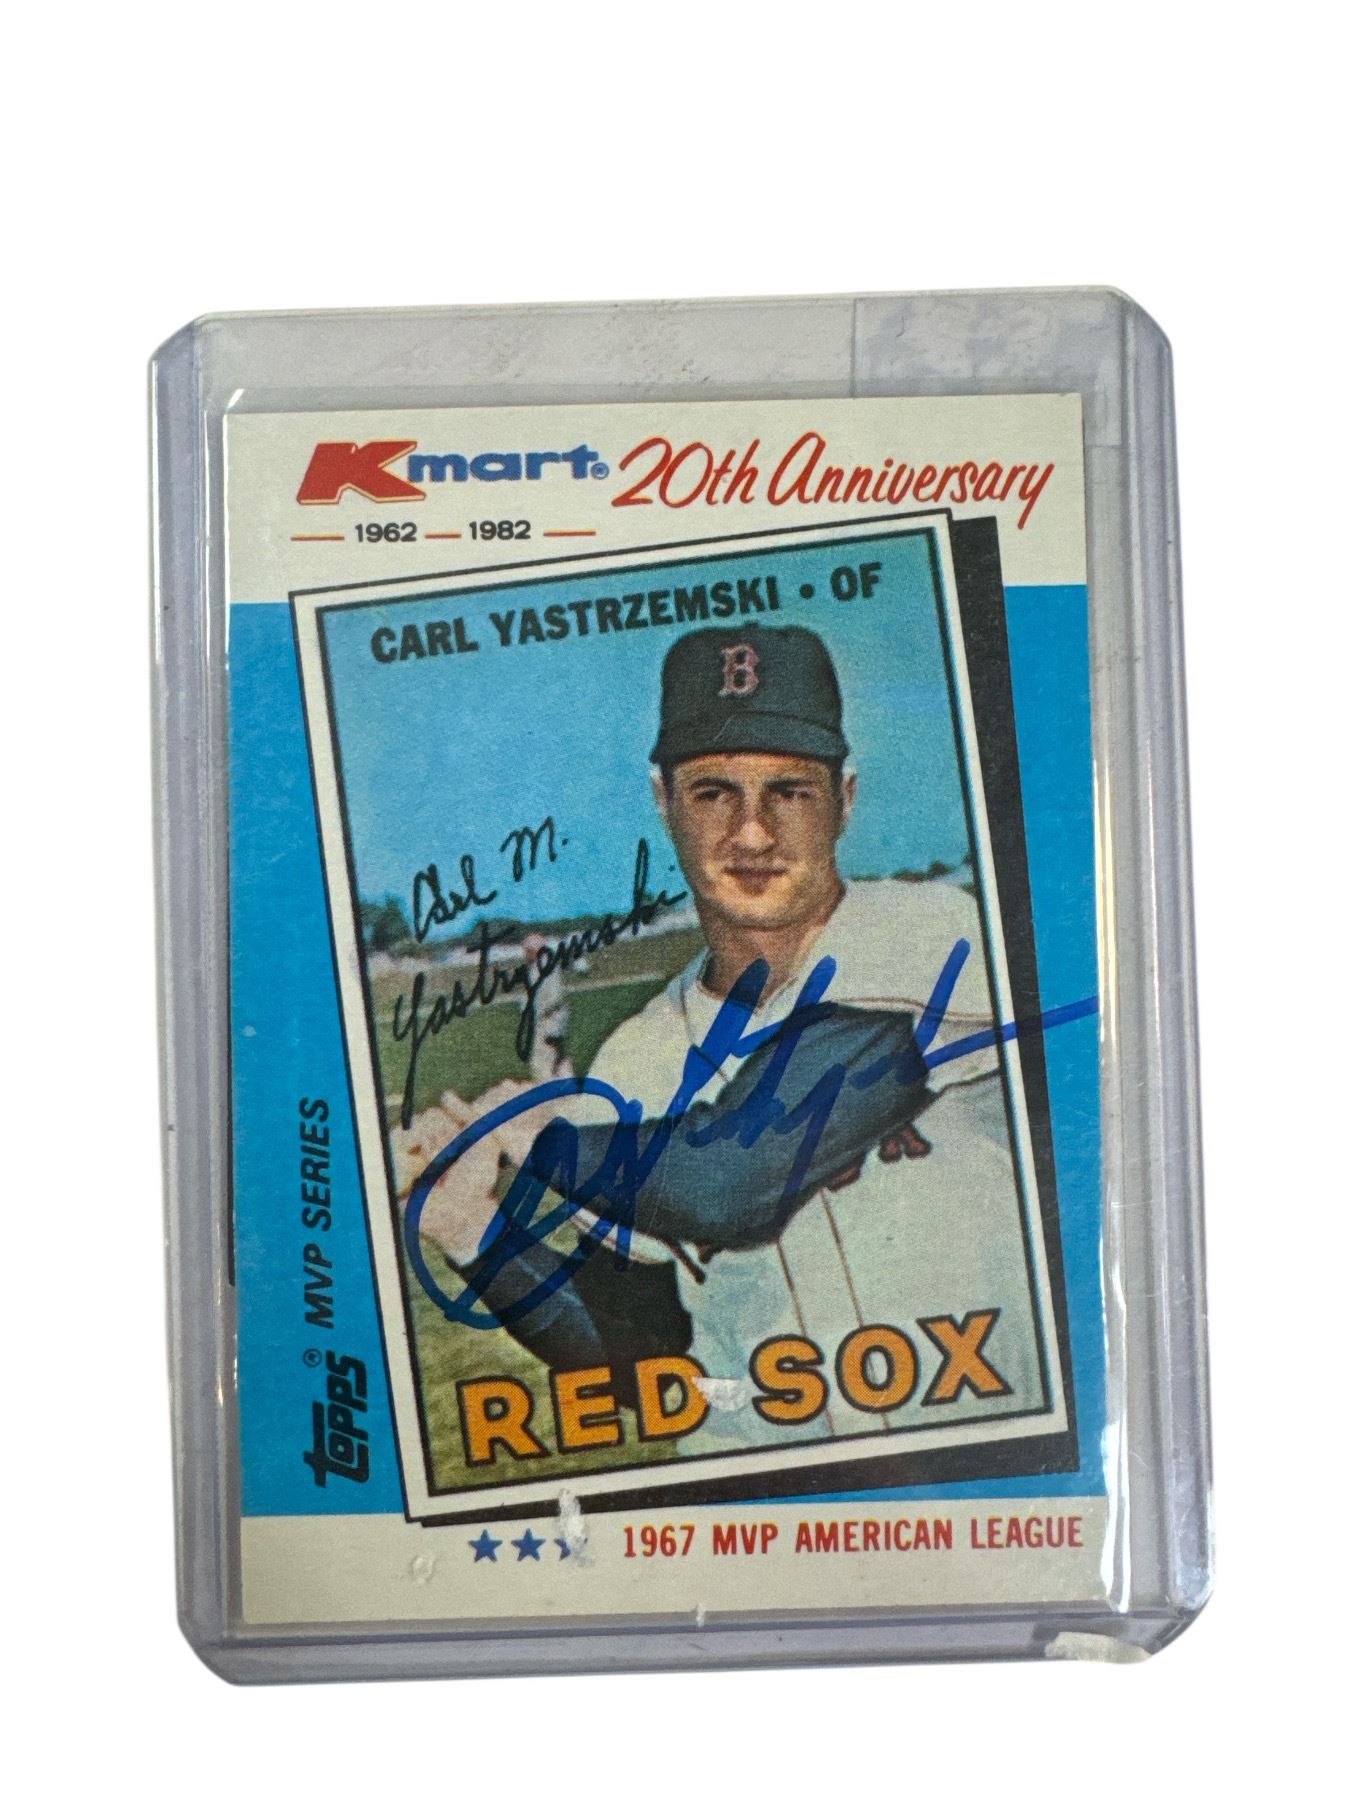 Kmart® 20th Anniversary
1962 1982
CARL YASTRZEMSKI • OF
B
Carl M.
Yastrzemski
RED SOX
TOPPS® MVP SERIES
1967 MVP AMERICAN LEAGUE